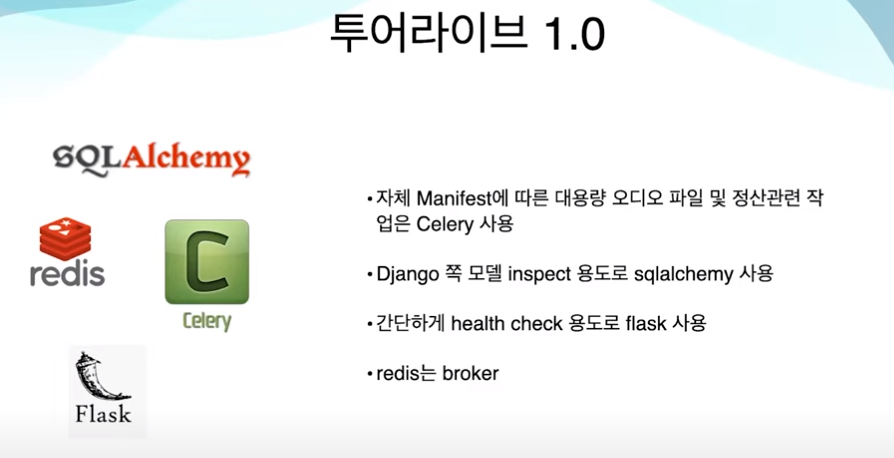 투어라이브 1.0
SQLAlchemy
redis
C
Celery
Flask
•자체 Manifest에 따른 대용량 오디오 파일 및 정산관련 작
업은 Celery 사용
•Django 쪽 모델 inspect 용도로 sqlalchemy 사용
•간단하게 health check 용도로 flask 사용
•redis는 broker